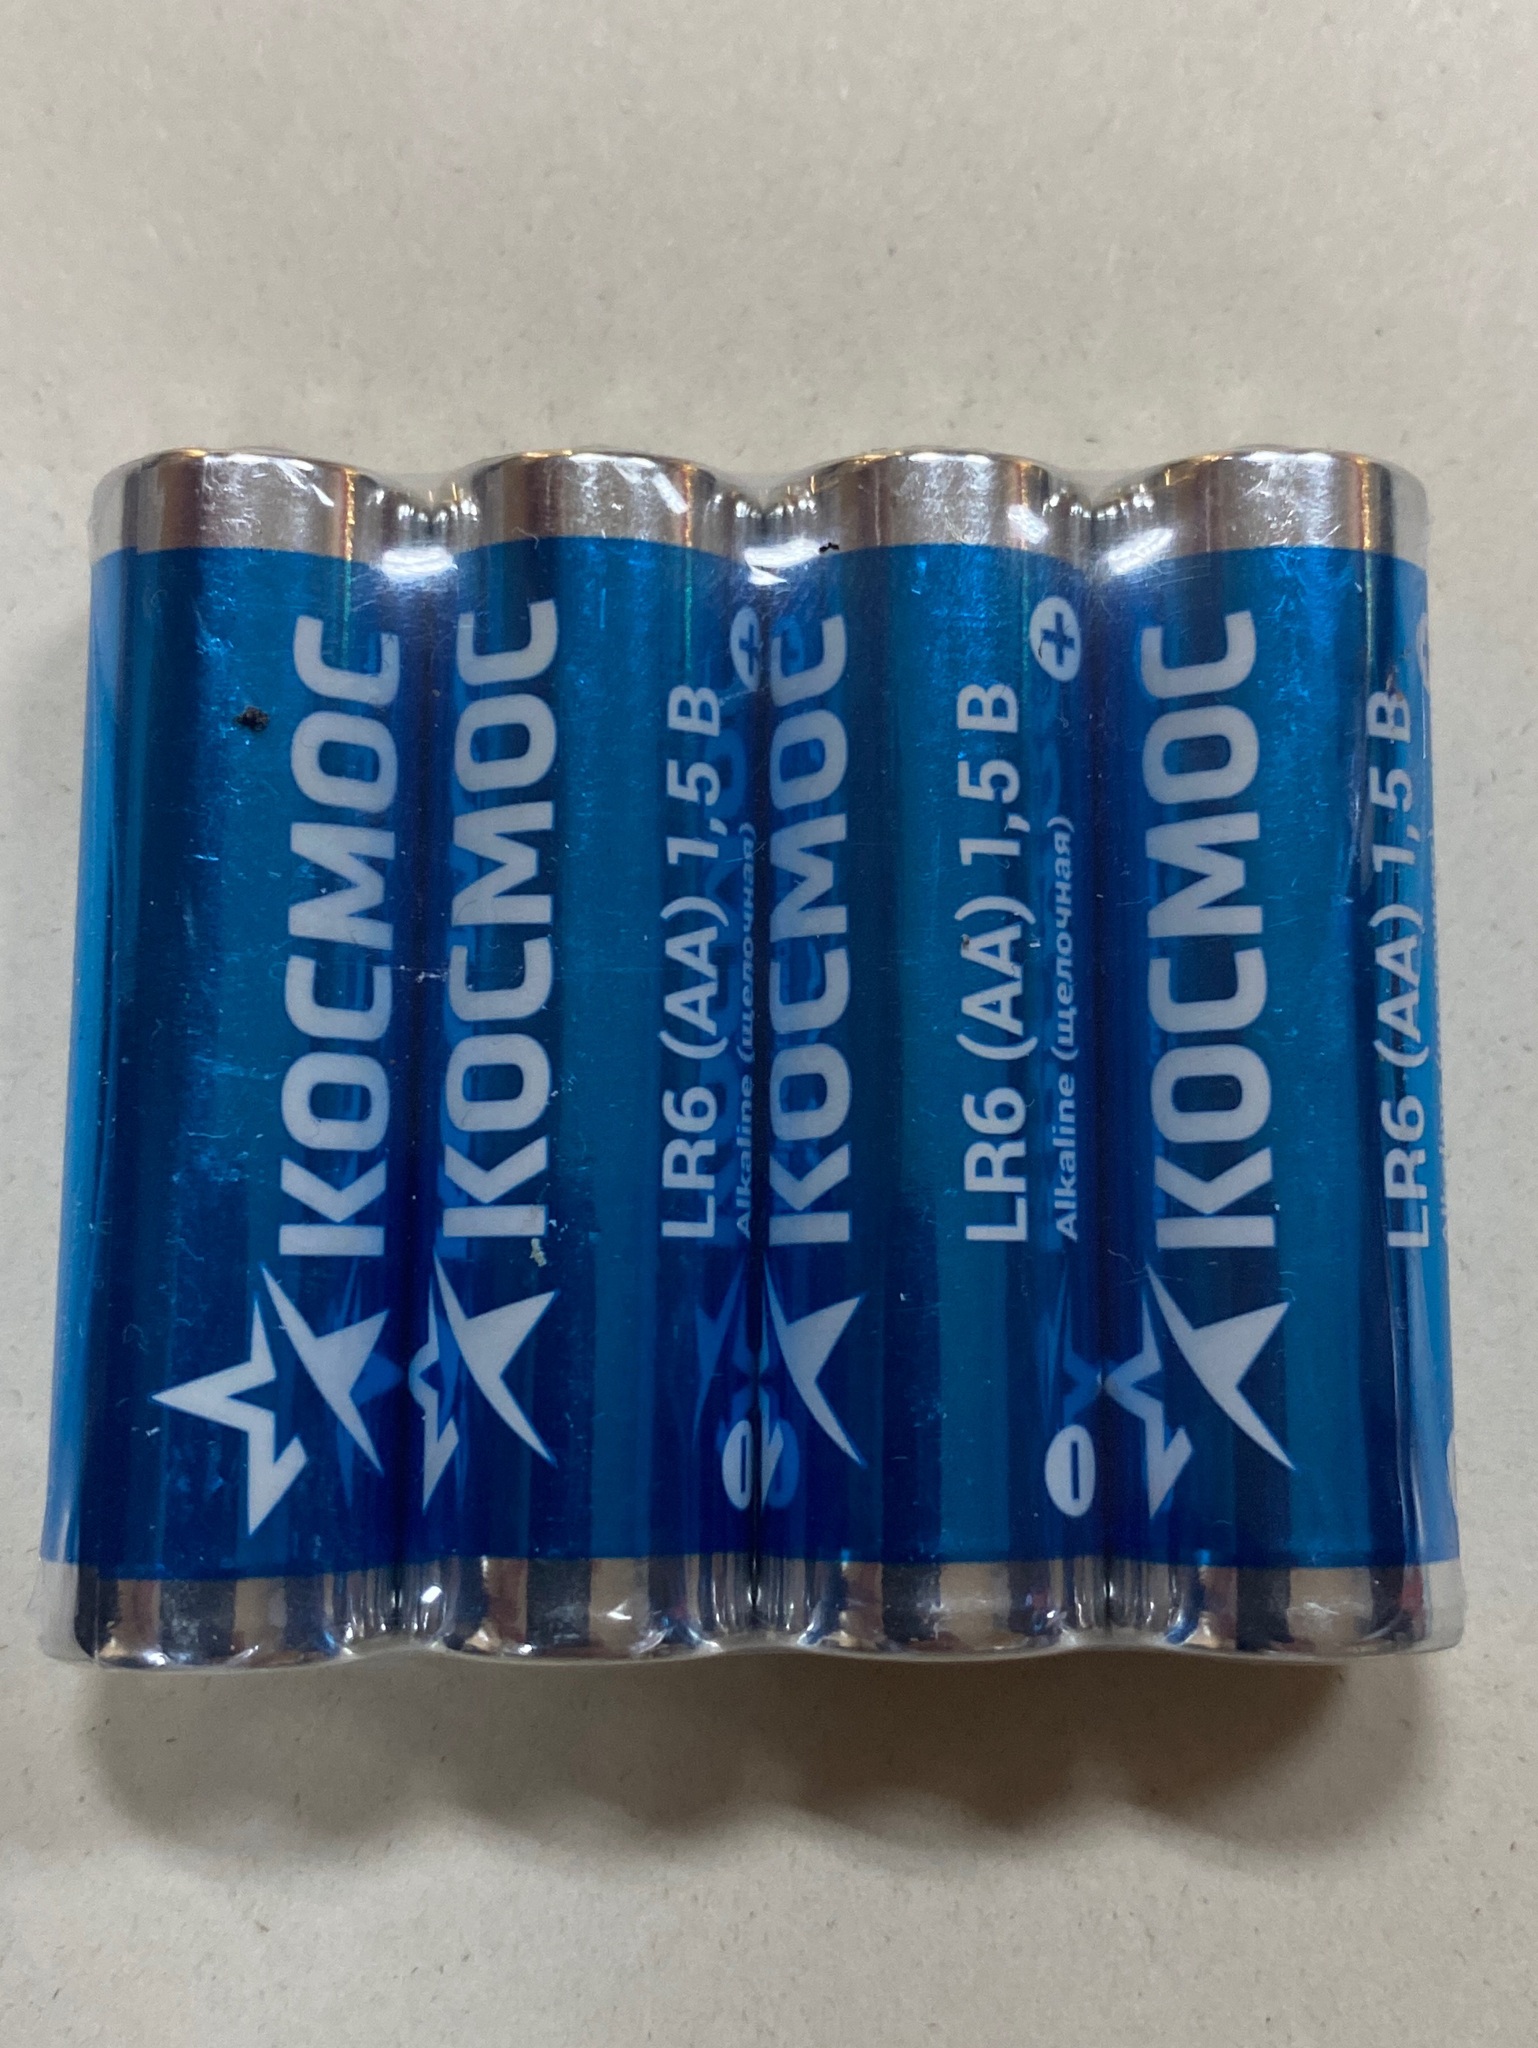 КОСМОС
КОСМОС
LR6 (AA) 1,5 В
Alkaline (щелочная)
+
-
КОСМОС
LR6 (AA) 1,5 В
Alkaline (щелочная)
+
-
КОСМОС
LR6 (AA) 1,5 В